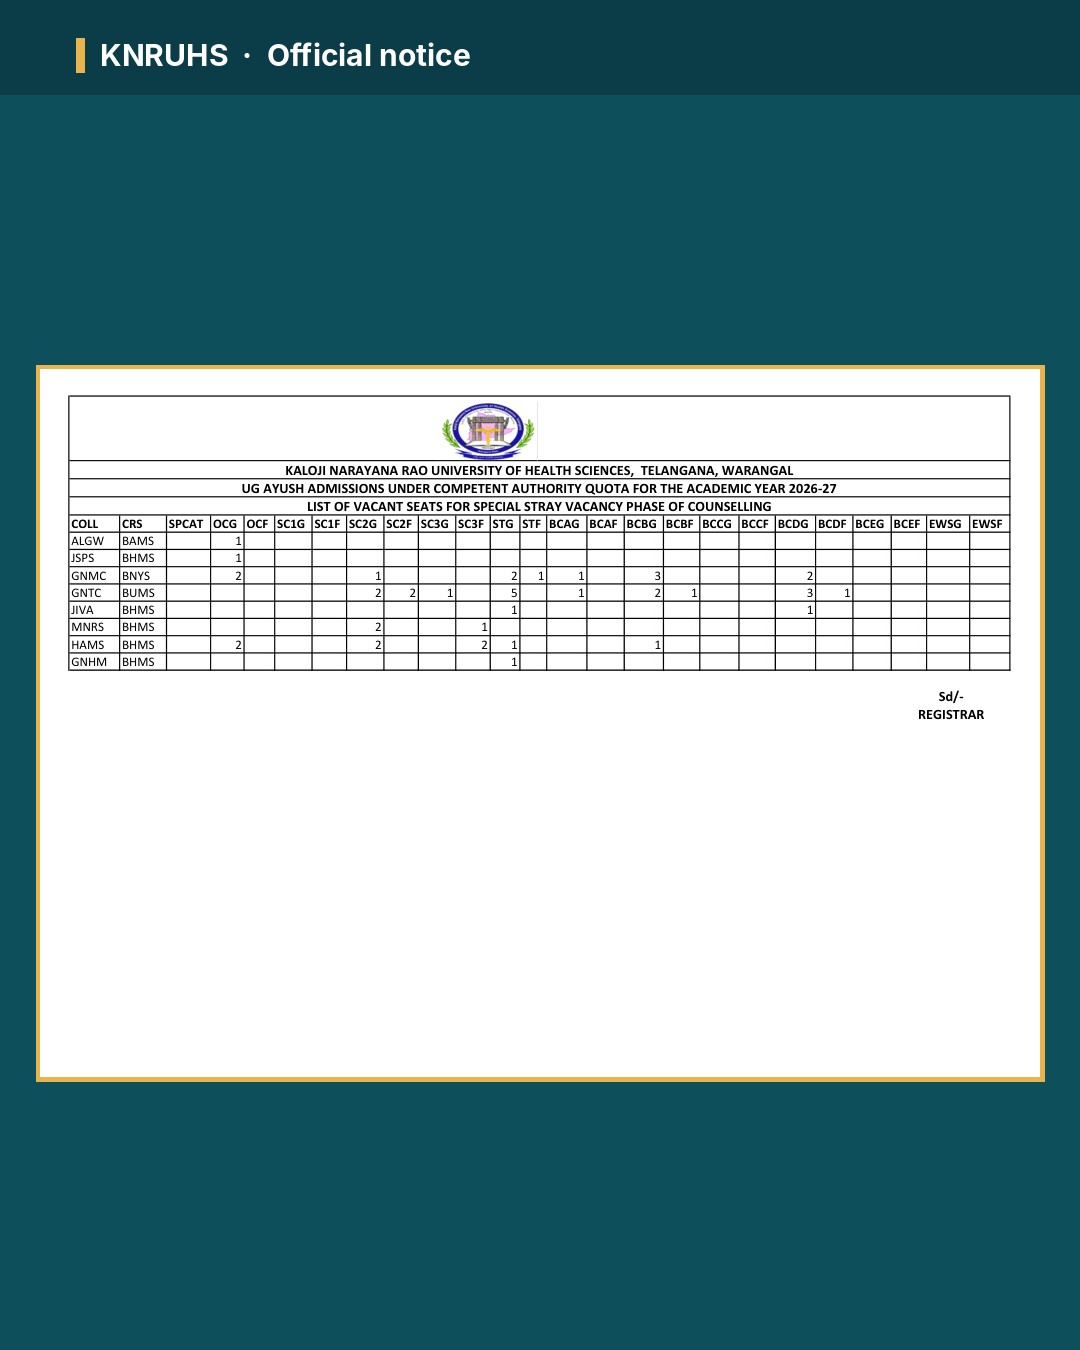 KNRUHS · Official notice
KALOJI NARAYANA RAO UNIVERSITY OF HEALTH SCIENCES, TELANGANA, WARANGAL
UG AYUSH ADMISSIONS UNDER COMPETENT AUTHORITY QUOTA FOR THE ACADEMIC YEAR 2026-27
LIST OF VACANT SEATS FOR SPECIAL STRAY VACANCY PHASE OF COUNSELLING
COLL CRS SPCAT OCG OCF SC1G SC1F SC2G SC2F SC3G SC3F STG STF BCAG BCAF BCBG BCBF BCCG BCCF BCDG BCDF BCEG BCEF EWSG EWSF
ALGW BAMS 1
JSPS BHMS 1
GNMC BNYS 2 1 2 1 1 3 2
GNTC BUMS 2 2 1 5 1 2 1 3 1
JIVA BHMS 1 1
MNRS BHMS 2 1
HAMS BHMS 2 2 2 1 1
GNHM BHMS 1
Sd/-
REGISTRAR